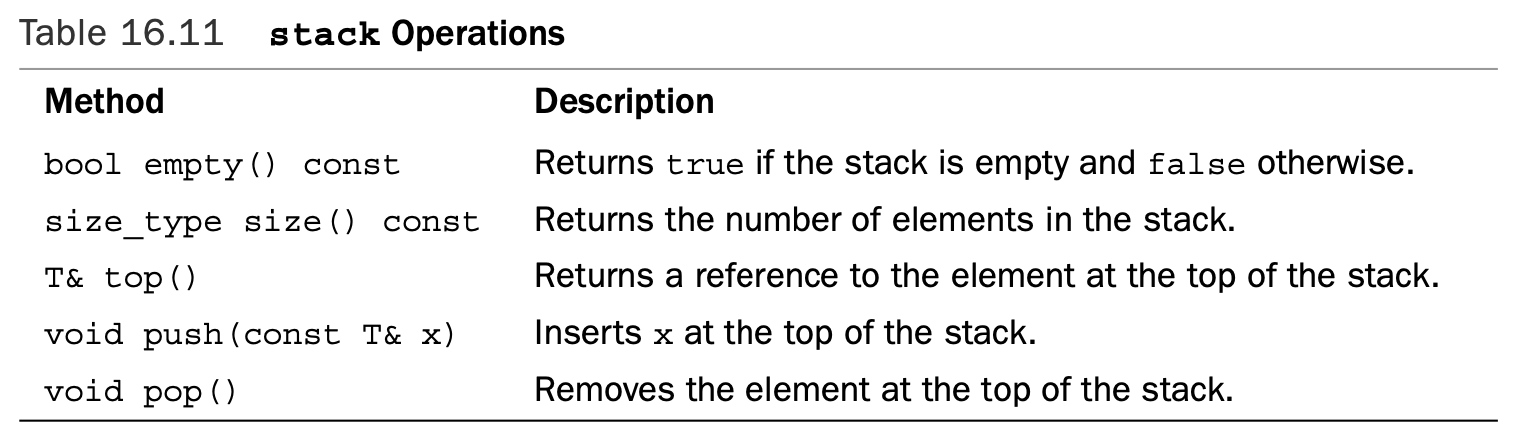 Table 16.11 stack Operations
Method Description
bool empty() const Returns true if the stack is empty and false otherwise.
size_type size() const Returns the number of elements in the stack.
T& top() Returns a reference to the element at the top of the stack.
void push(const T& x) Inserts x at the top of the stack.
void pop() Removes the element at the top of the stack.